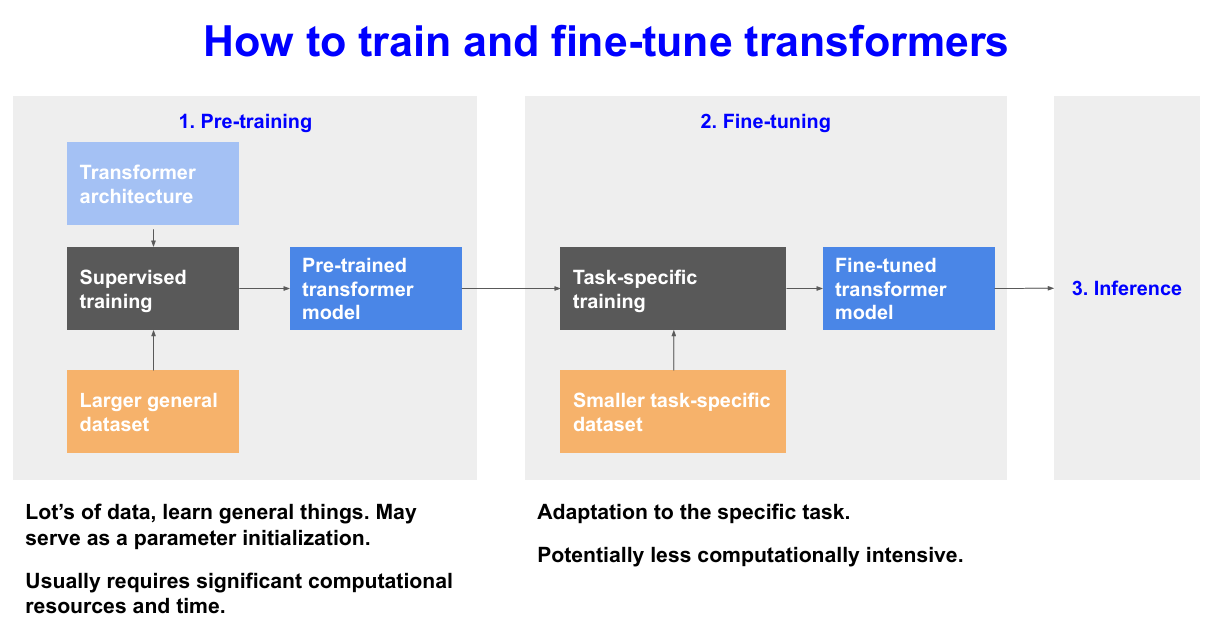 How to train and fine-tune transformers
1. Pre-training
Transformer
architecture
Supervised
training
Pre-trained
transformer
model
Larger general
dataset
Lot's of data, learn general things. May
serve as a parameter initialization.
Usually requires significant computational
resources and time.
2. Fine-tuning
Task-specific
training
Fine-tuned
transformer
model
Smaller task-specific
dataset
Adaptation to the specific task.
Potentially less computationally intensive.
3. Inference